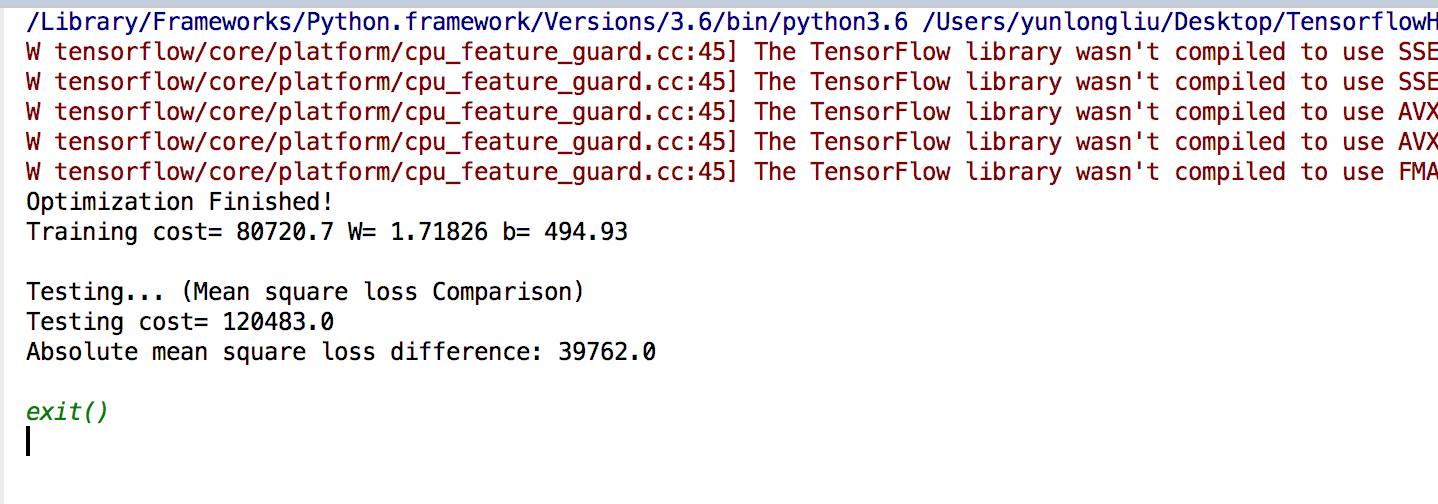 /Library/Frameworks/Python.framework/Versions/3.6/bin/python3.6 /Users/yunlongliu/Desktop/TensorflowH
W tensorflow/core/platform/cpu_feature_guard.cc:45] The TensorFlow library wasn't compiled to use SSE
W tensorflow/core/platform/cpu_feature_guard.cc:45] The TensorFlow library wasn't compiled to use SSE
W tensorflow/core/platform/cpu_feature_guard.cc:45] The TensorFlow library wasn't compiled to use AVX
W tensorflow/core/platform/cpu_feature_guard.cc:45] The TensorFlow library wasn't compiled to use AVX
W tensorflow/core/platform/cpu_feature_guard.cc:45] The TensorFlow library wasn't compiled to use FMA
Optimization Finished!
Training cost= 80720.7 W= 1.71826 b= 494.93
Testing... (Mean square loss Comparison)
Testing cost= 120483.0
Absolute mean square loss difference: 39762.0
exit()